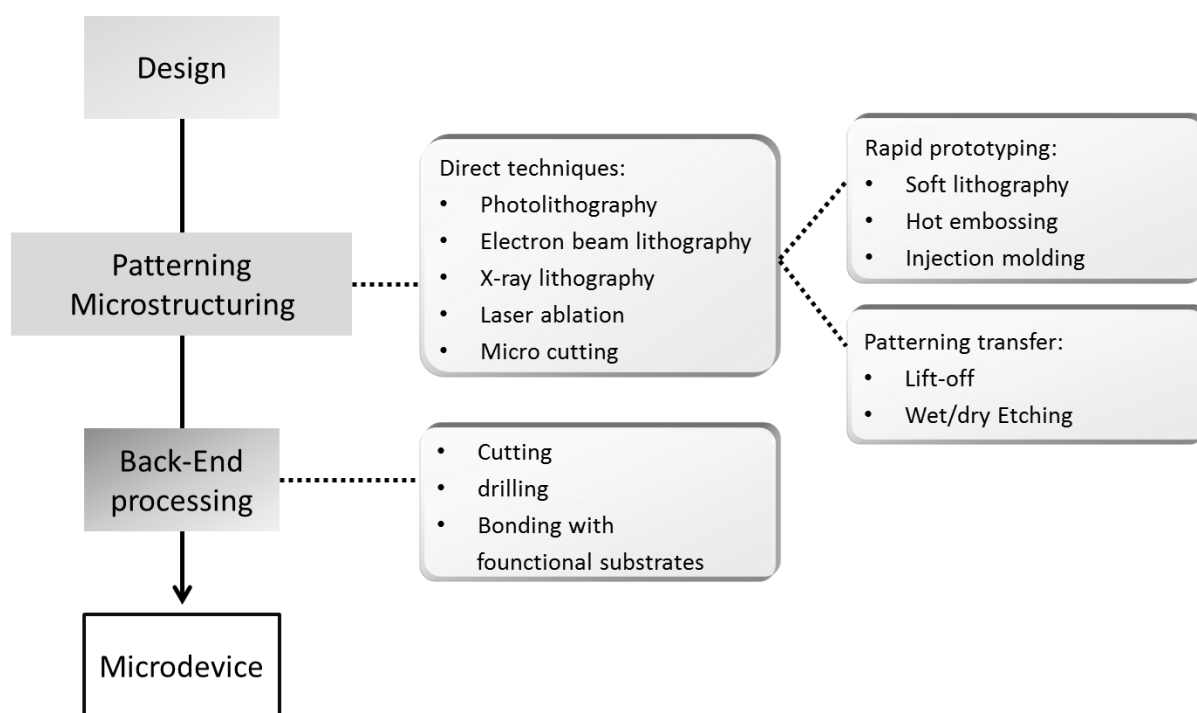 Design
Patterning
Microstructuring
Direct techniques:
• Photolithography
• Electron beam lithography
• X-ray lithography
• Laser ablation
• Micro cutting
Rapid prototyping:
• Soft lithography
• Hot embossing
• Injection molding
Patterning transfer:
• Lift-off
• Wet/dry Etching
Back-End
processing
• Cutting
• drilling
• Bonding with
founctional substrates
Microdevice